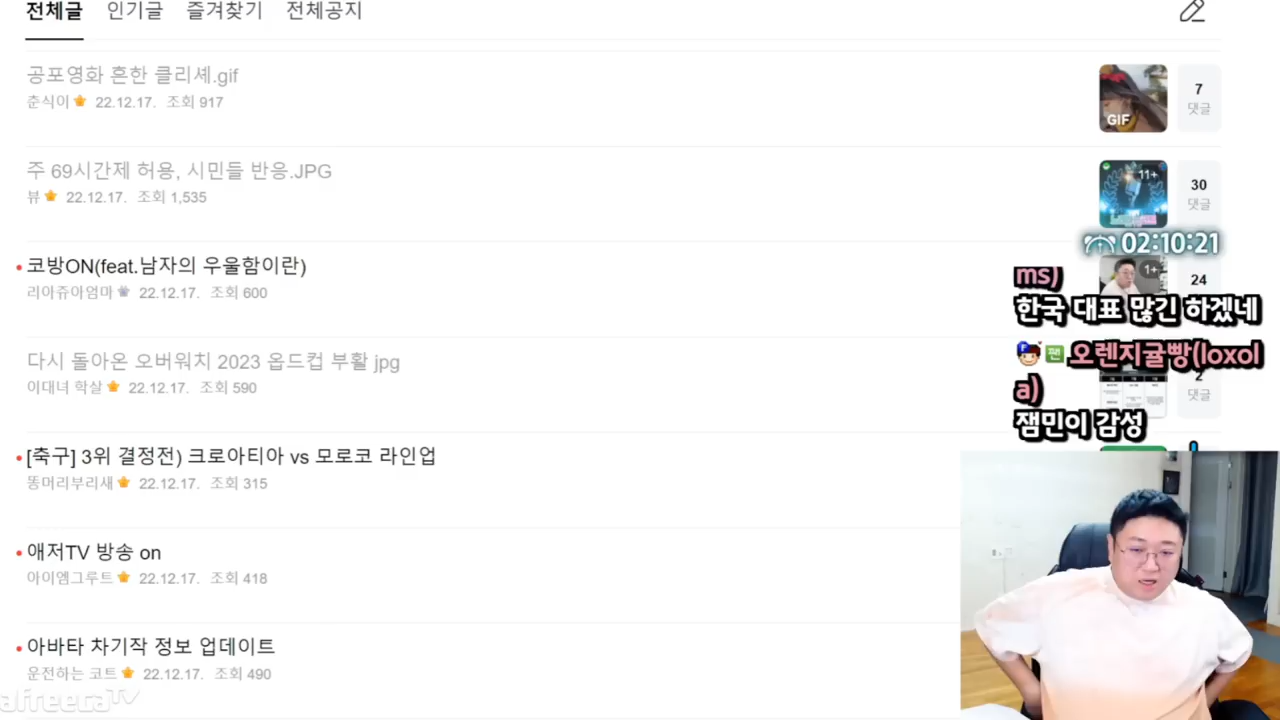 전체글 인기글 즐겨찾기 전체공지
공포영화 흔한 클리셰.gif
춘식이 22.12.17. 조회 917
GIF
7
댓글
주 69시간제 허용, 시민들 반응.JPG
뷰 22.12.17. 조회 1,535
11+
30
댓글
02:10:21
코방ON(feat.남자의 우울함이란)
리아쥬아엄마 22.12.17. 조회 600
1+
24
ms)
한국 대표 많긴 하겠네
다시 돌아온 오버워치 2023 옵드컵 부활 jpg
이대녀 학살 22.12.17. 조회 590
2
댓글
찐 오렌지귤빵(loxol
a)
잼민이 감성
[축구] 3위 결정전) 크로아티아 vs 모로코 라인업
똥머리부리새 22.12.17. 조회 315
애저TV 방송 on
아이엠그루트 22.12.17. 조회 418
아바타 차기작 정보 업데이트
운전하는 코트 22.12.17. 조회 490
afreecaTV